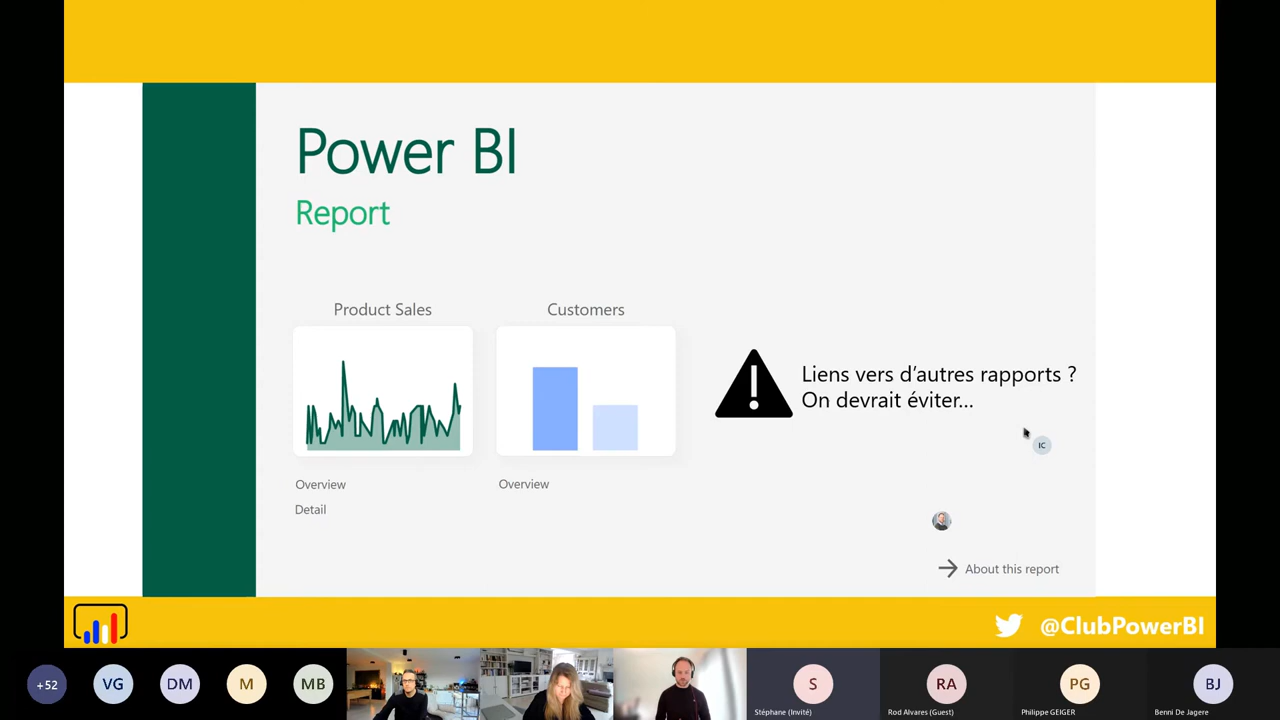 Power BI
Report
Product Sales
Customers
Liens vers d’autres rapports ?
On devrait éviter...
IC
Overview
Detail
Overview
About this report
@ClubPowerBI
+52
VG
DM
M
MB
S
RA
PG
BJ
Stéphane (Invité)
Rod Alvares (Guest)
Philippe GEIGER
Benni De Jagere